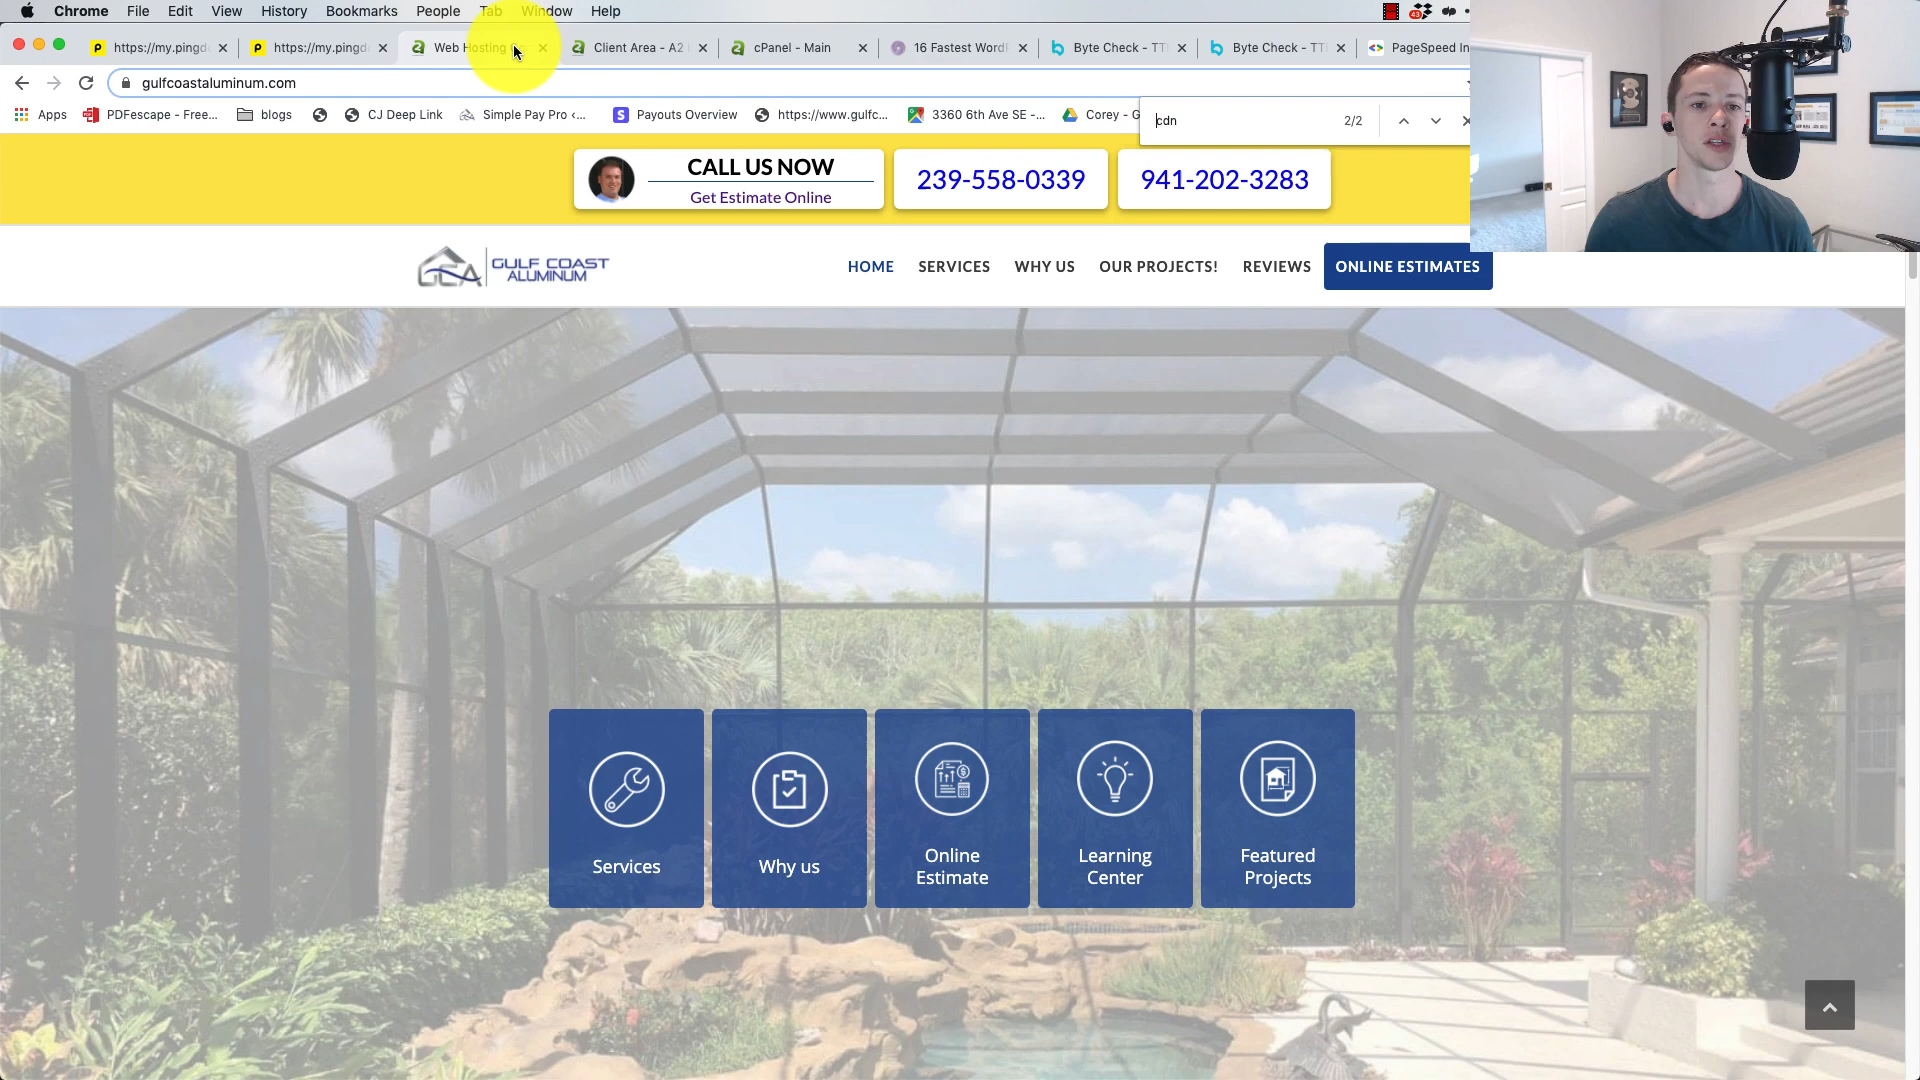 Chrome File Edit View History Bookmarks People Tab Window Help
43
https://my.pingd
https://my.pingd
Web Hosting
Client Area - A2
cPanel - Main
16 Fastest Word
Byte Check - TT
Byte Check - TT
PageSpeed In
gulfcoastaluminum.com
Apps
PDFescape - Free...
blogs
CJ Deep Link
Simple Pay Pro ‹...
Payouts Overview
https://www.gulfc...
3360 6th Ave SE -...
Corey - G
cdn
2/2
CALL US NOW
Get Estimate Online
239-558-0339
941-202-3283
GCA
GULF COAST
ALUMINUM
HOME
SERVICES
WHY US
OUR PROJECTS!
REVIEWS
ONLINE ESTIMATES
Services
Why us
Online
Estimate
Learning
Center
Featured
Projects